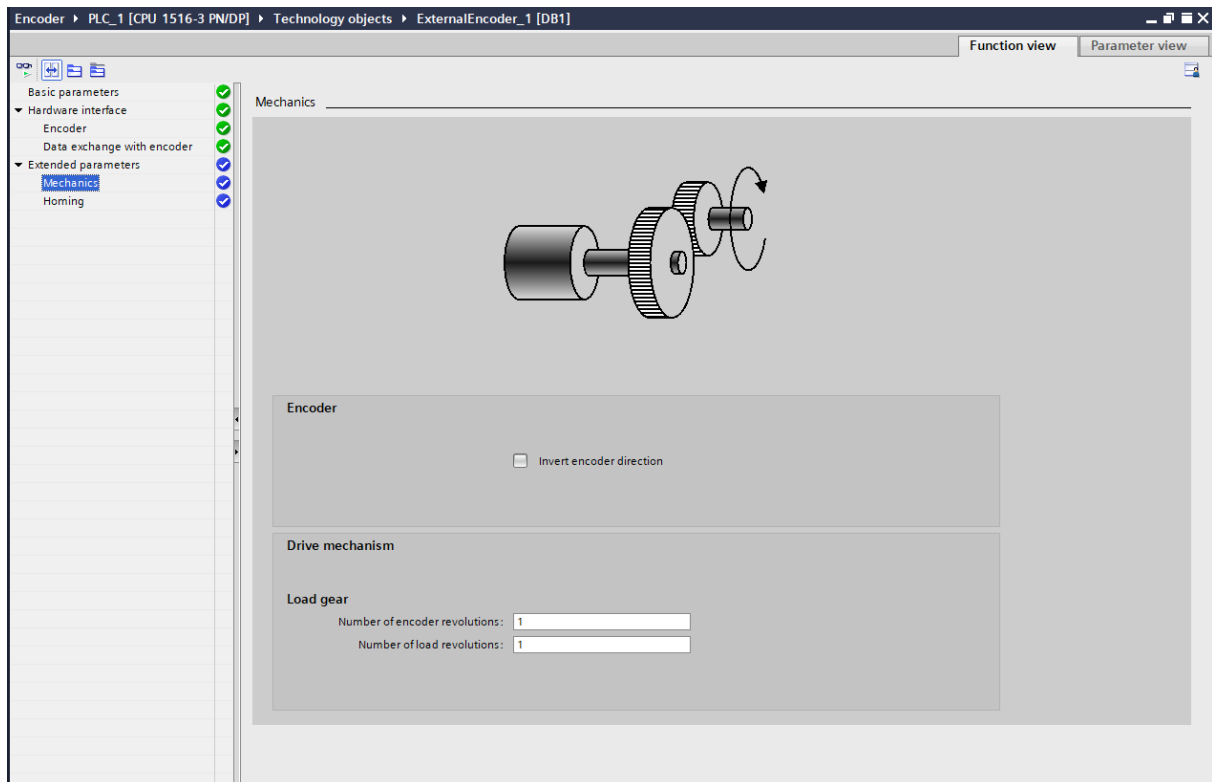 Encoder ▸ PLC_1 [CPU 1516-3 PN/DP] ▸ Technology objects ▸ ExternalEncoder_1 [DB1]
Function view
Parameter view
Basic parameters
Hardware interface
Encoder
Data exchange with encoder
Extended parameters
Mechanics
Homing
Mechanics
Encoder
Invert encoder direction
Drive mechanism
Load gear
Number of encoder revolutions: 1
Number of load revolutions: 1